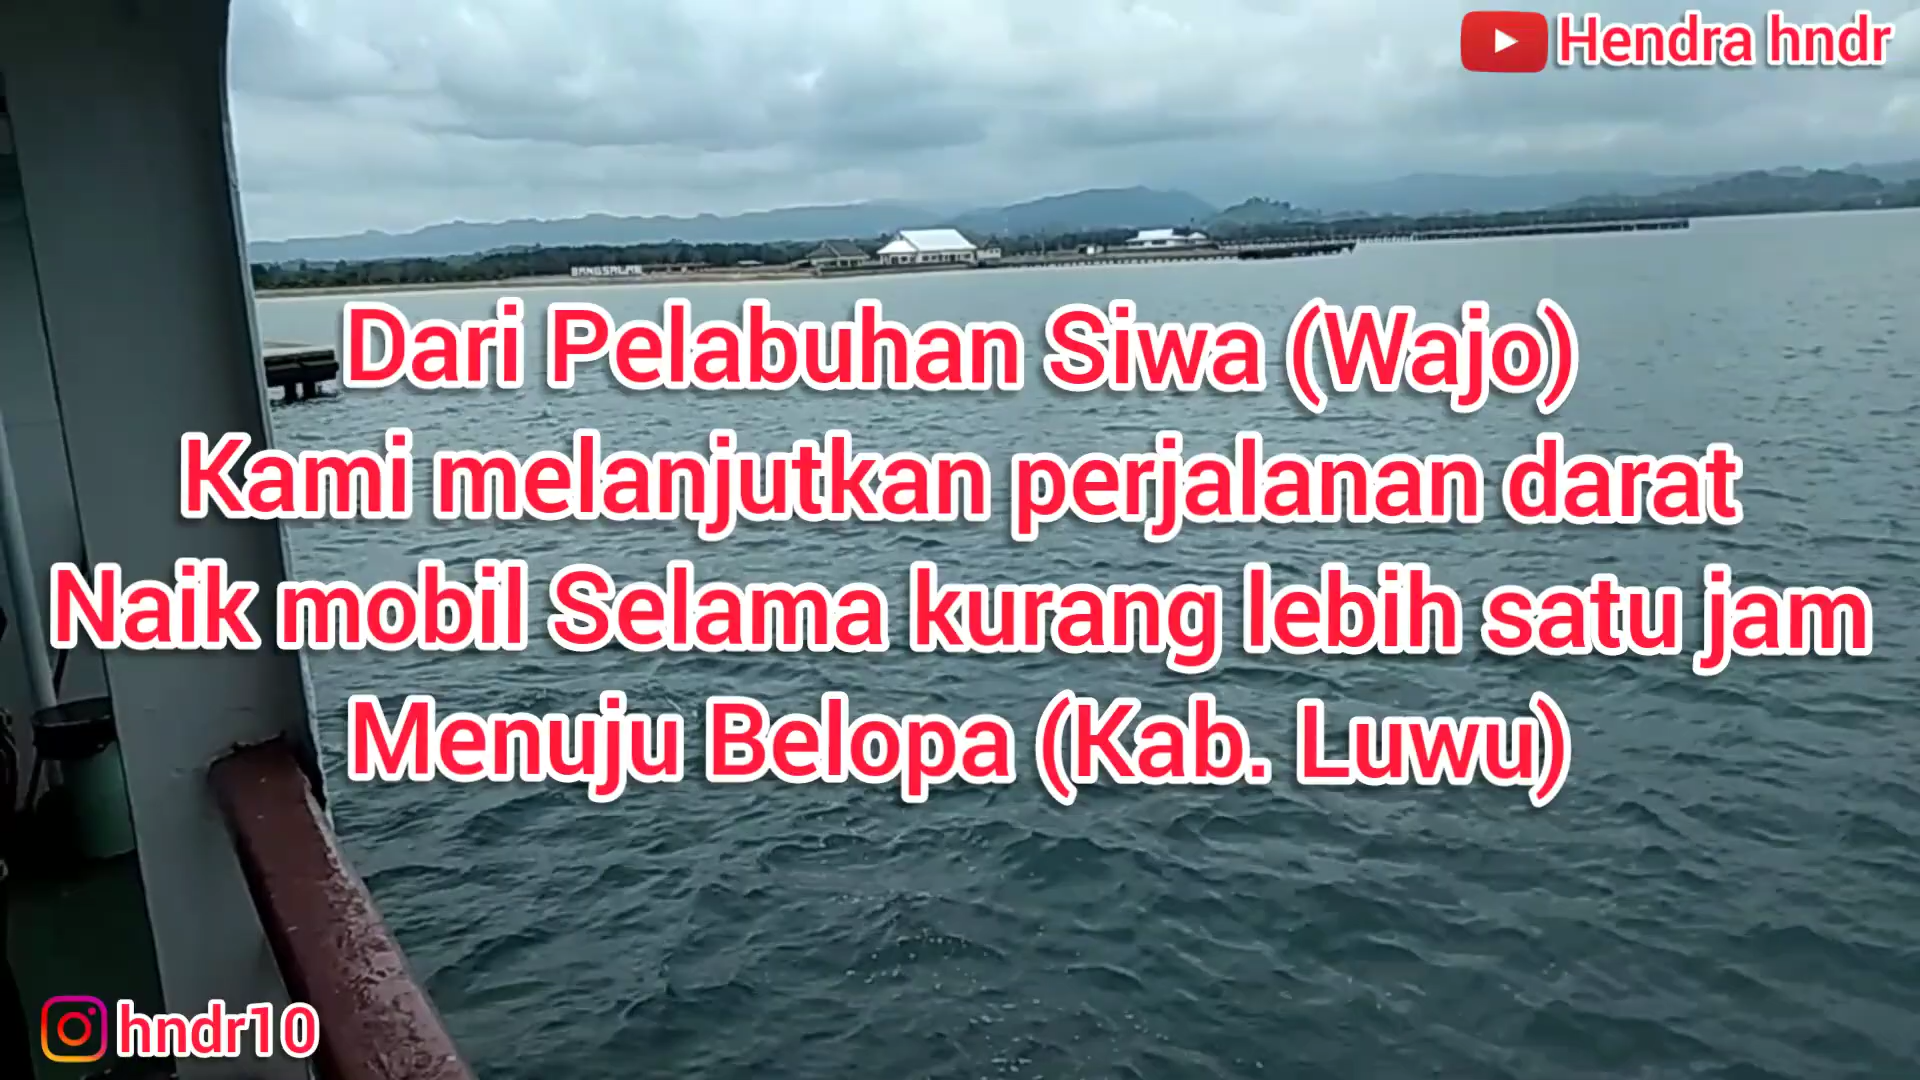 Hendra hndr
BANGSALAE
Dari Pelabuhan Siwa (Wajo)
Kami melanjutkan perjalanan darat
Naik mobil Selama kurang lebih satu jam
Menuju Belopa (Kab. Luwu)
hndr10